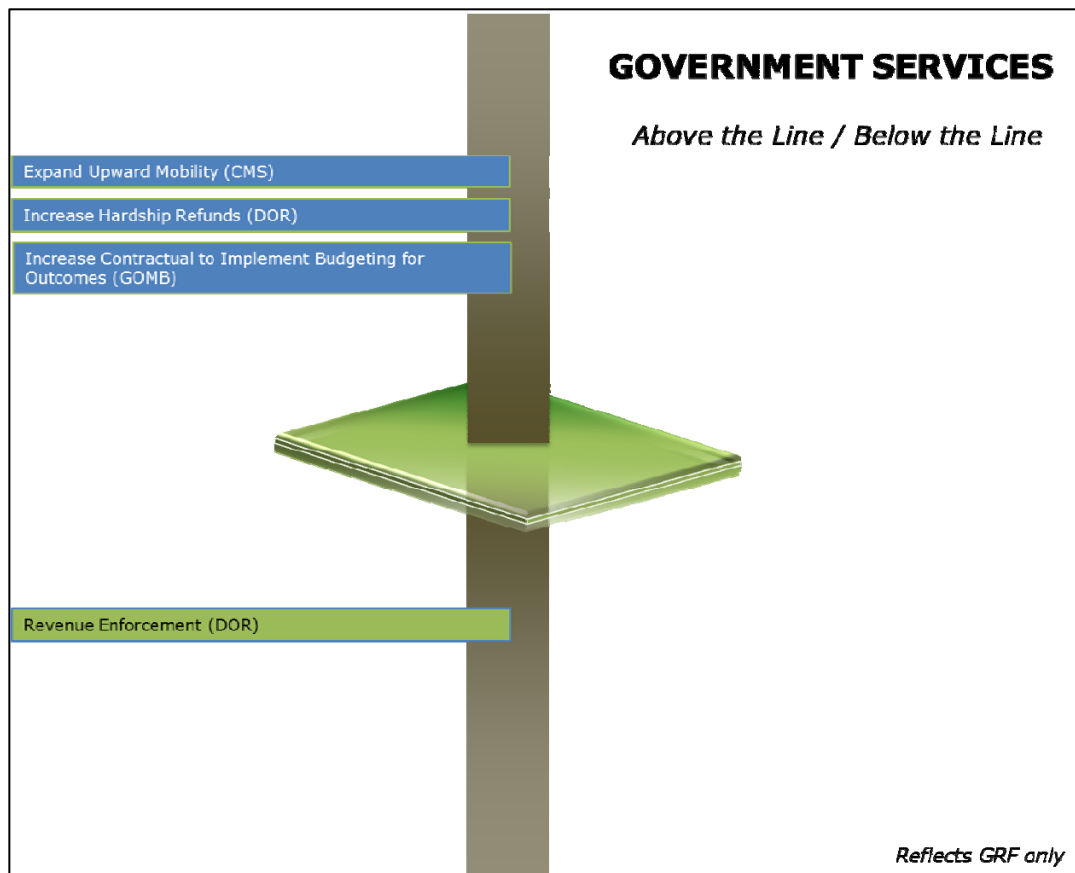 GOVERNMENT SERVICES
Above the Line / Below the Line
Expand Upward Mobility (CMS)
Increase Hardship Refunds (DOR)
Increase Contractual to Implement Budgeting for
Outcomes (GOMB)
Revenue Enforcement (DOR)
Reflects GRF only